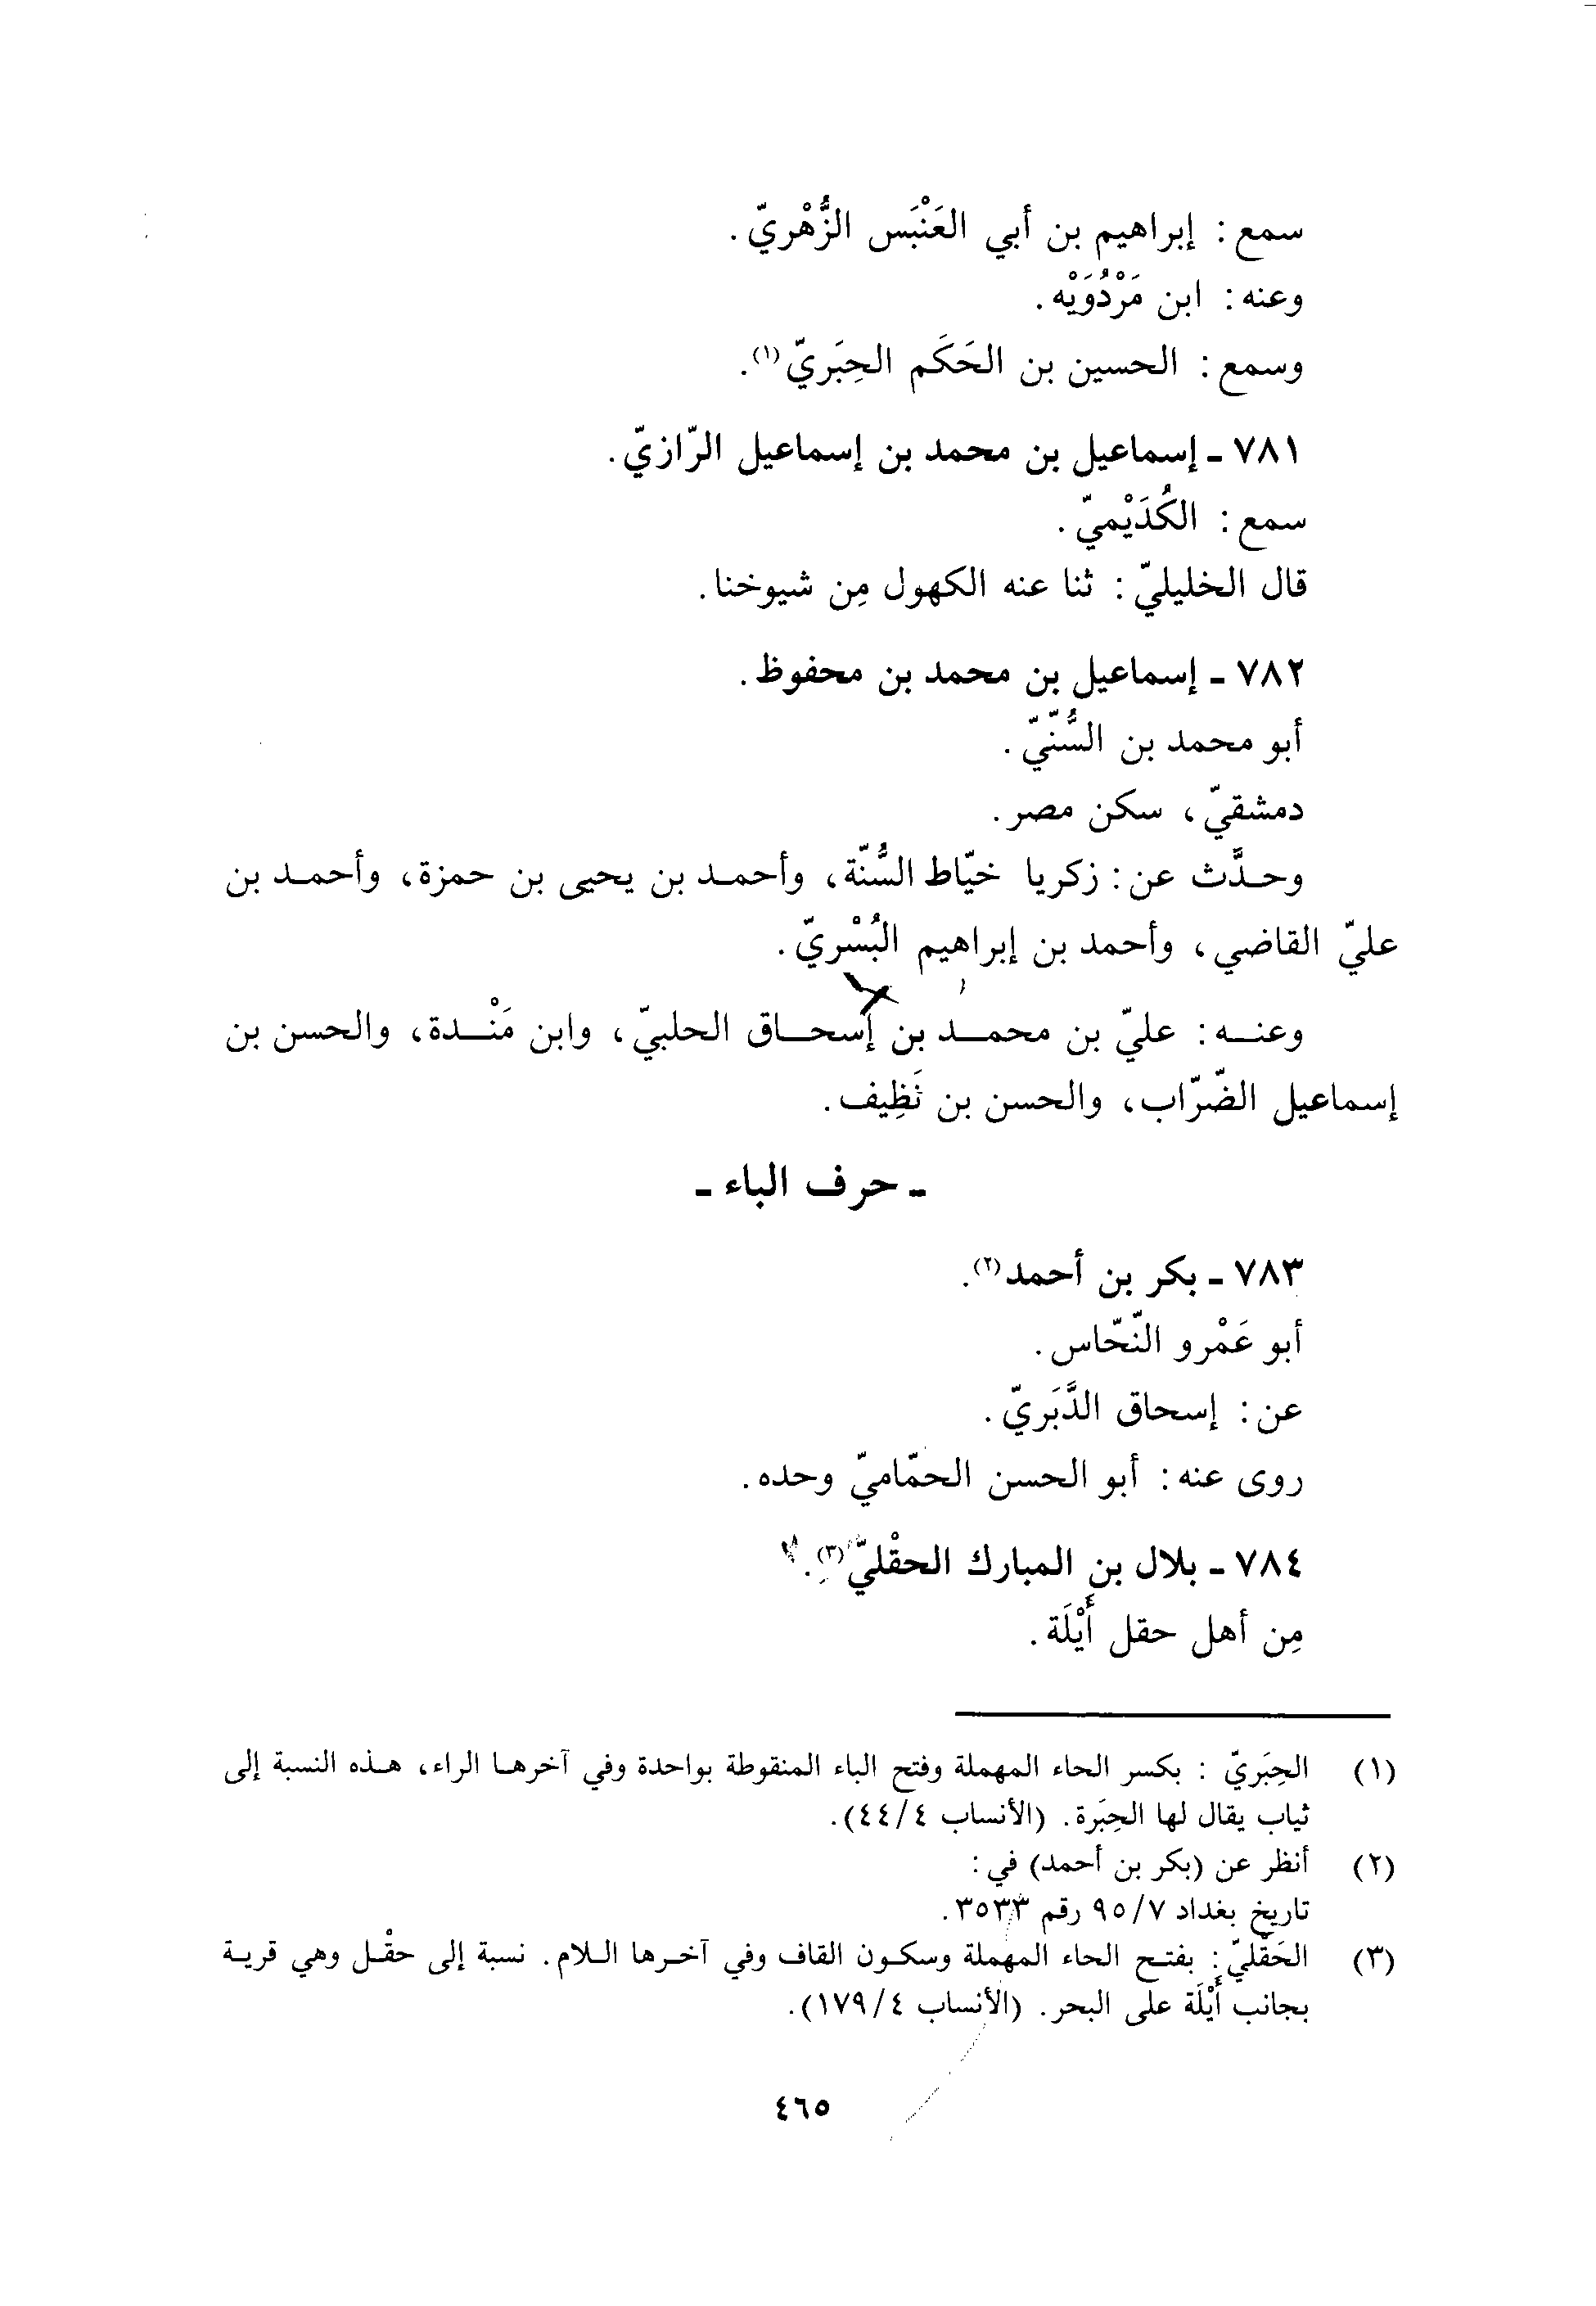 سمع : إبراهيم بن أبي العَنْبَس الزُّهْريّ .
وعنه : ابن مَرْدُوَيْه .
وسمع : الحسين بن الحَكَم الحِبَريّ(١) .
٧٨١ ـ إسماعيل بن محمد بن إسماعيل الرّازيّ .
سمع : الكُدَيْميّ .
قال الخليليّ : ثنا عنه الكهول مِن شيوخنا .
٧٨٢ ـ إسماعيل بن محمد بن محفوظ .
أبو محمد بن السُّنّيّ .
دمشقيّ ، سكن مصر .
وحدَّث عن : زكريا خيّاط السُّنّة ، وأحمد بن يحيى بن حمزة ، وأحمد بن
عليّ القاضي ، وأحمد بن إبراهيم البُسْريّ .
وعنه : عليّ بن محمد بن إسحاق الحلبيّ ، وابن مَنْدة ، والحسن بن
إسماعيل الضّرّاب ، والحسن بن نَظِيف .
ـ حرف الباء ـ
٧٨٣ ـ بكر بن أحمد(٢) .
أبو عَمْرو النّحّاس .
عن : إسحاق الدَّبَريّ .
روى عنه : أبو الحسن الحمّاميّ وحده .
٧٨٤ ـ بلال بن المبارك الحقْليّ(٣) .
مِن أهل حقل أَيْلَة .
(١) الحِبَريّ : بكسر الحاء المهملة وفتح الباء المنقوطة بواحدة وفي آخرها الراء ، هذه النسبة إلى
ثياب يقال لها الحِبَرة . (الأنساب ٤/٤٤) .
(٢) أنظر عن (بكر بن أحمد) في :
تاريخ بغداد ٩٥/٧ رقم ٣٥٣٣ .
(٣) الحَقْليّ : بفتح الحاء المهملة وسكون القاف وفي آخرها اللام . نسبة إلى حقْل وهي قرية
بجانب أَيْلَة على البحر . (الأنساب ١٧٩/٤) .
٤٦٥